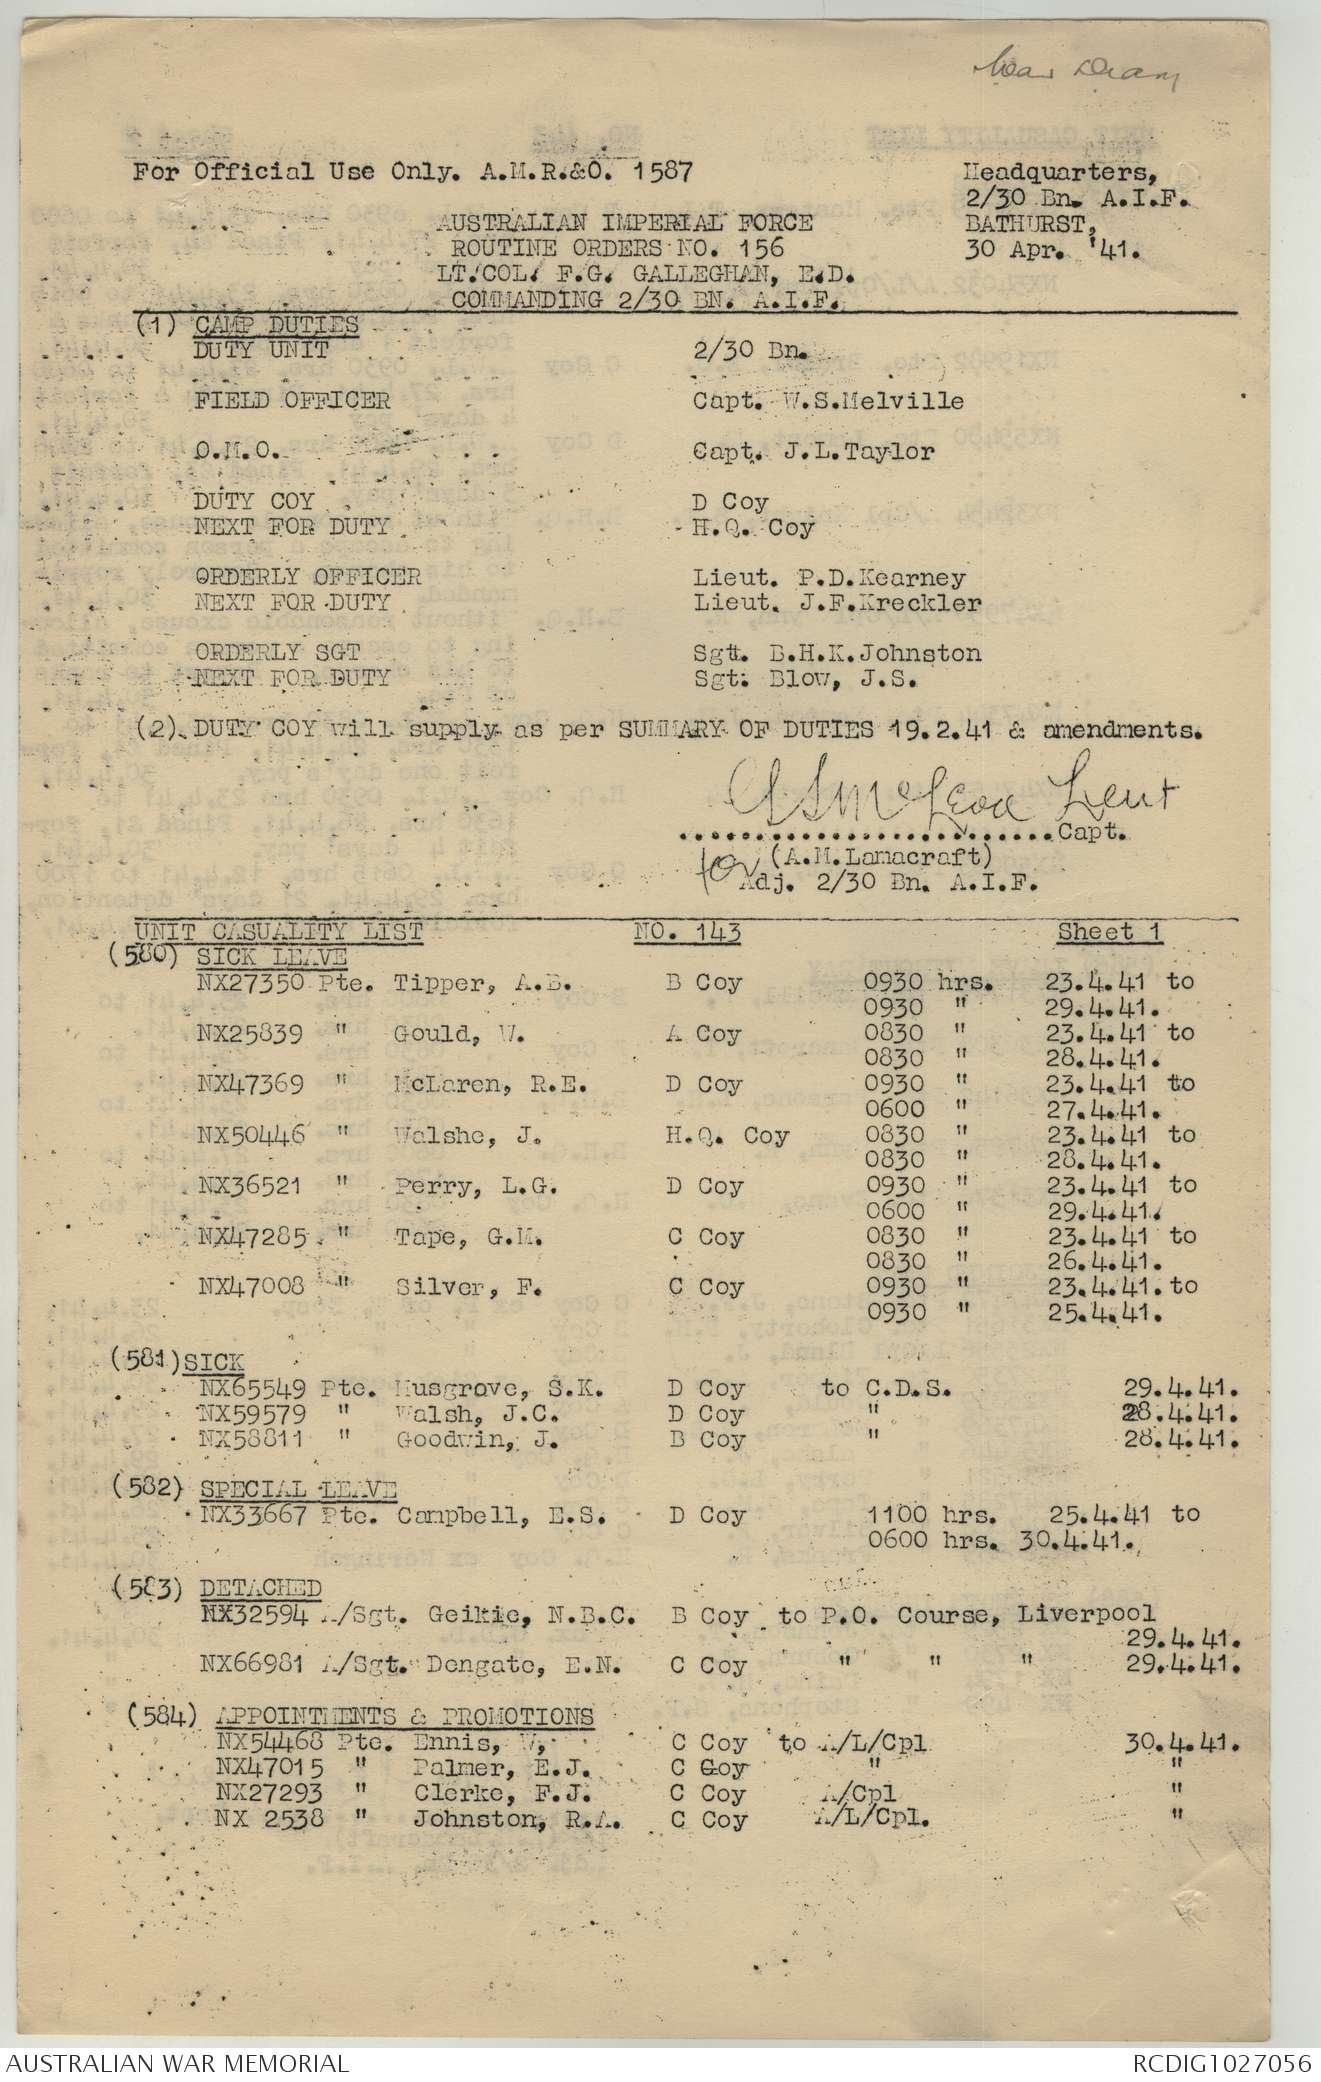 War Diary
For Official Use Only. A.M.R.&O. 1587
Headquarters,
2/30 Bn. A.I.F.
BATHURST,
30 Apr. '41.
AUSTRALIAN IMPERIAL FORCE
ROUTINE ORDERS NO. 156
LT.COL. F.G. GALLEGHAN, E.D.
COMMANDING 2/30 BN. A.I.F.
(1) CAMP DUTIES
DUTY UNIT 2/30 Bn.
FIELD OFFICER Capt. W.S.Melville
O.M.O. Capt. J.L.Taylor
DUTY COY D Coy
NEXT FOR DUTY H.Q. Coy
ORDERLY OFFICER Lieut. P.D.Kearney
NEXT FOR DUTY Lieut. J.F.Kreckler
ORDERLY SGT Sgt. B.H.K.Johnston
NEXT FOR DUTY Sgt. Blow, J.S.
(2) DUTY COY will supply as per SUMMARY OF DUTIES 19.2.41 & amendments.
McLeod Lieut
..........................Capt.
for (A.M.Lamacraft)
Adj. 2/30 Bn. A.I.F.
UNIT CASUALITY LIST NO. 143 Sheet 1
(580) SICK LEAVE
NX27350 Pte. Tipper, A.B. B Coy 0930 hrs. 23.4.41 to
0930 " 29.4.41.
NX25839 " Gould, W. A Coy 0830 " 23.4.41 to
0830 " 28.4.41.
NX47369 " McLaren, R.E. D Coy 0930 " 23.4.41 to
0600 " 27.4.41.
NX50446 " Walshe, J. H.Q. Coy 0830 " 23.4.41 to
0830 " 28.4.41.
NX36521 " Perry, L.G. D Coy 0930 " 23.4.41 to
0600 " 29.4.41.
NX47285 " Tape, G.M. C Coy 0830 " 23.4.41 to
0830 " 26.4.41.
NX47008 " Silver, F. C Coy 0930 " 23.4.41.to
0930 " 25.4.41.
(581)SICK
NX65549 Pte. Musgrove, S.K. D Coy to C.D.S. 29.4.41.
NX59579 " Walsh, J.C. D Coy " 28.4.41.
NX58811 " Goodwin, J. B Coy " 28.4.41.
(582) SPECIAL LEAVE
NX33667 Pte. Campbell, E.S. D Coy 1100 hrs. 25.4.41 to
0600 hrs. 30.4.41.
(583) DETACHED
NX32594 A/Sgt. Geikie, N.B.C. B Coy to P.O. Course, Liverpool
29.4.41.
NX66981 A/Sgt. Dengate, E.N. C Coy " " " 29.4.41.
(584) APPOINTMENTS & PROMOTIONS
NX54468 Pte. Ennis, W, C Coy to A/L/Cpl 30.4.41.
NX47015 " Palmer, E.J. C Coy " "
NX27293 " Clerke, F.J. C Coy A/Cpl "
NX 2538 " Johnston, R.A. C Coy A/L/Cpl. "
AUSTRALIAN WAR MEMORIAL RCDIG1027056